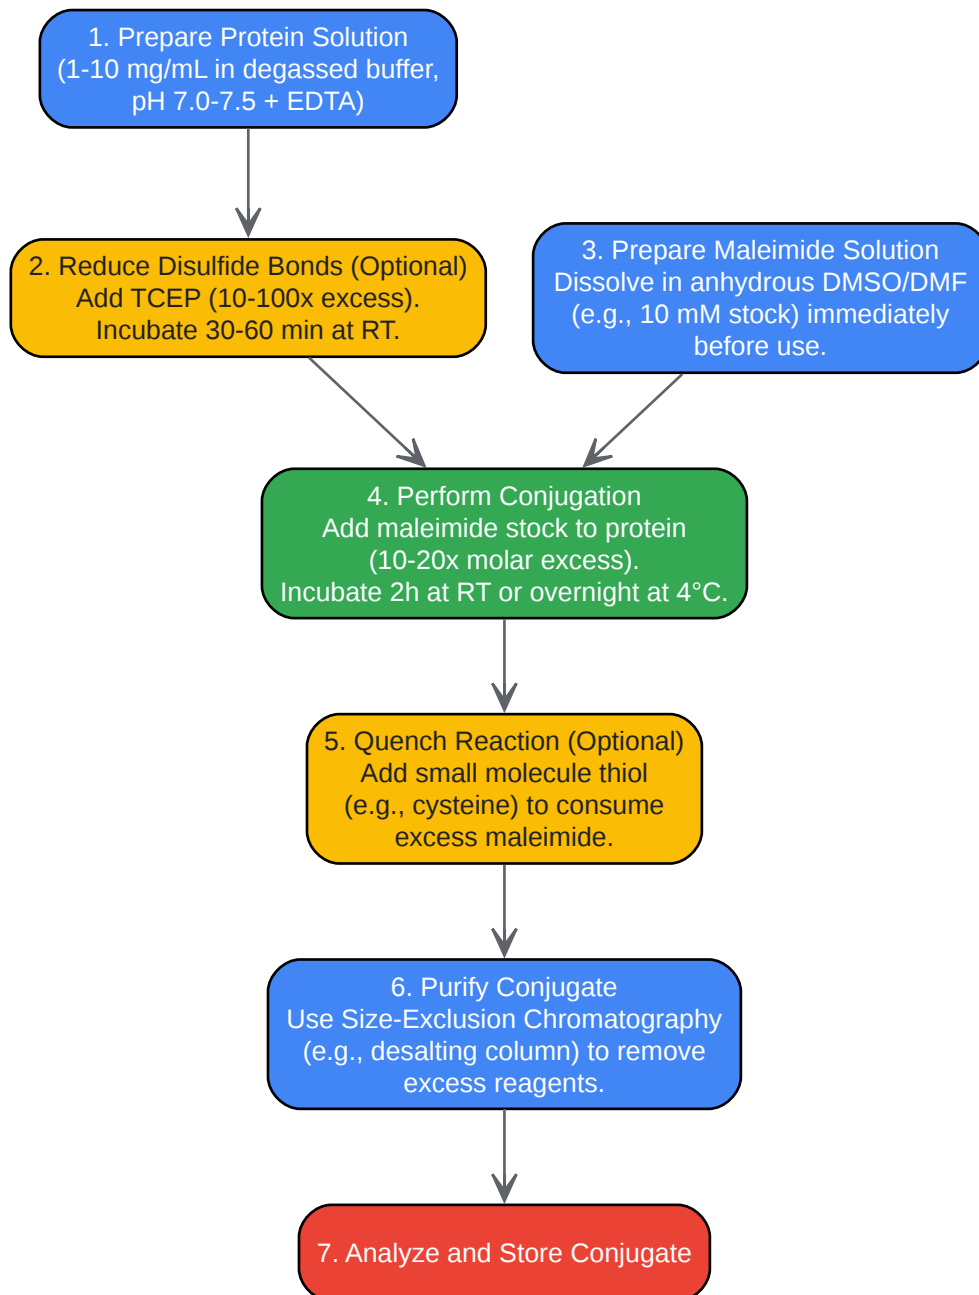 1. Prepare Protein Solution
(1-10 mg/mL in degassed buffer,
pH 7.0-7.5 + EDTA)
2. Reduce Disulfide Bonds (Optional)
Add TCEP (10-100x excess).
Incubate 30-60 min at RT.
3. Prepare Maleimide Solution
Dissolve in anhydrous DMSO/DMF
(e.g., 10 mM stock) immediately
before use.
4. Perform Conjugation
Add maleimide stock to protein
(10-20x molar excess).
Incubate 2h at RT or overnight at 4°C.
5. Quench Reaction (Optional)
Add small molecule thiol
(e.g., cysteine) to consume
excess maleimide.
6. Purify Conjugate
Use Size-Exclusion Chromatography
(e.g., desalting column) to remove
excess reagents.
7. Analyze and Store Conjugate